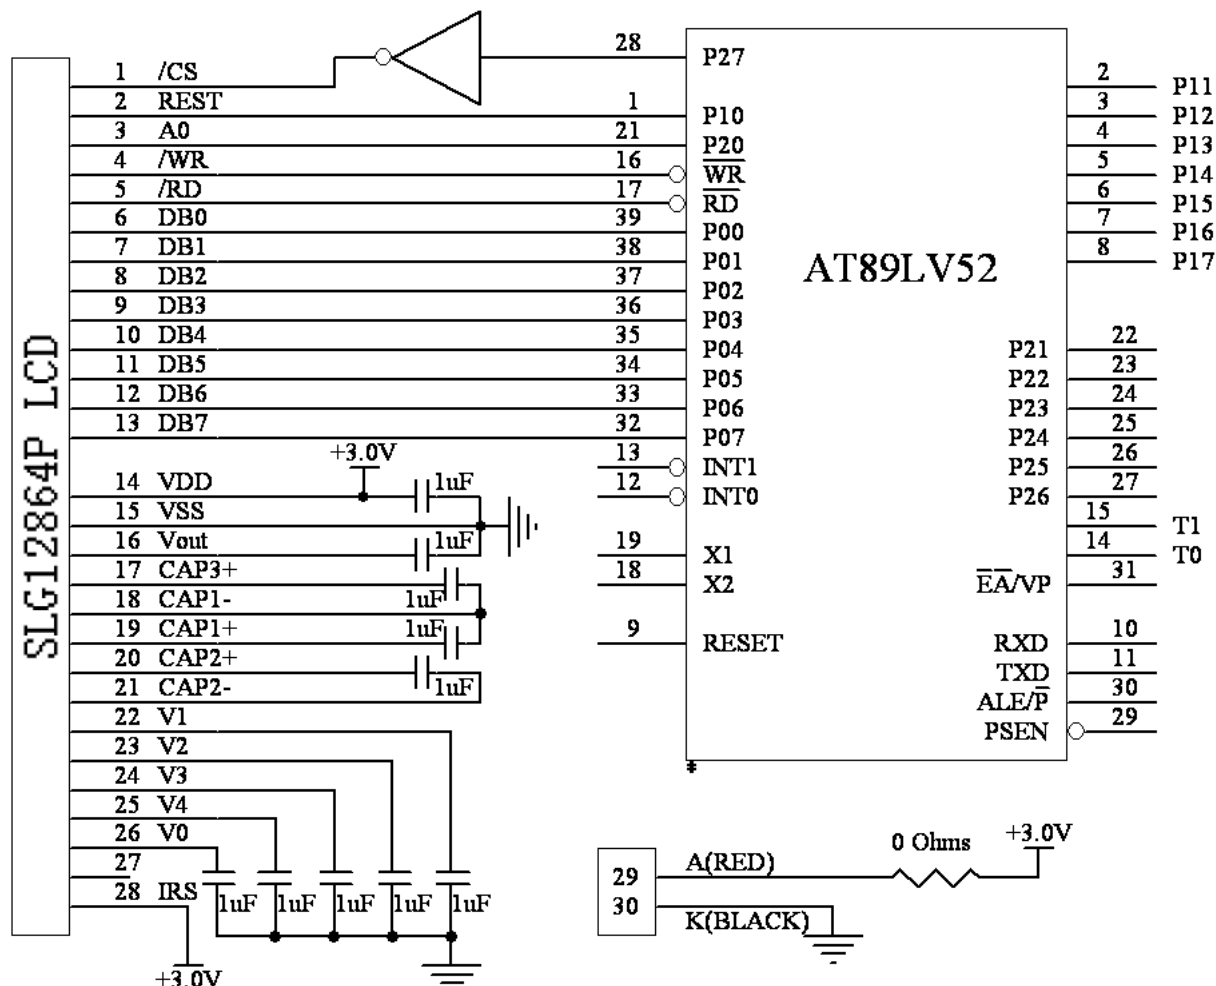 SLG12864P LCD
1 /CS
2 REST
3 A0
4 /WR
5 /RD
6 DB0
7 DB1
8 DB2
9 DB3
10 DB4
11 DB5
12 DB6
13 DB7
14 VDD
15 VSS
16 Vout
17 CAP3+
18 CAP1-
19 CAP1+
20 CAP2+
21 CAP2-
22 V1
23 V2
24 V3
25 V4
26 V0
27
28 IRS
+3.0V
+3.0V
1uF
1uF
1uF
1uF
1uF
1uF 1uF 1uF 1uF 1uF
AT89LV52
28 P27
1 P10
21 P20
16 WR
17 RD
39 P00
38 P01
37 P02
36 P03
35 P04
34 P05
33 P06
32 P07
13 INT1
12 INT0
19 X1
18 X2
9 RESET
2 P11
3 P12
4 P13
5 P14
6 P15
7 P16
8 P17
P21 22
P22 23
P23 24
P24 25
P25 26
P26 27
15 T1
14 T0
EA/VP 31
RXD 10
TXD 11
ALE/P 30
PSEN 29
*
29 A(RED) 0 Ohms +3.0V
30 K(BLACK)